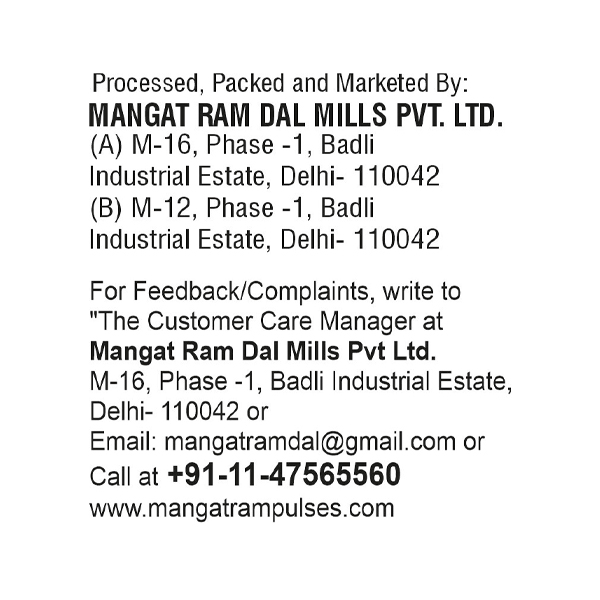 Processed, Packed and Marketed By:
MANGAT RAM DAL MILLS PVT. LTD.
(A) M-16, Phase -1, Badli
Industrial Estate, Delhi- 110042
(B) M-12, Phase -1, Badli
Industrial Estate, Delhi- 110042
For Feedback/Complaints, write to
"The Customer Care Manager at
Mangat Ram Dal Mills Pvt Ltd.
M-16, Phase -1, Badli Industrial Estate,
Delhi- 110042 or
Email: mangatramdal@gmail.com or
Call at +91-11-47565560
www.mangatrampulses.com